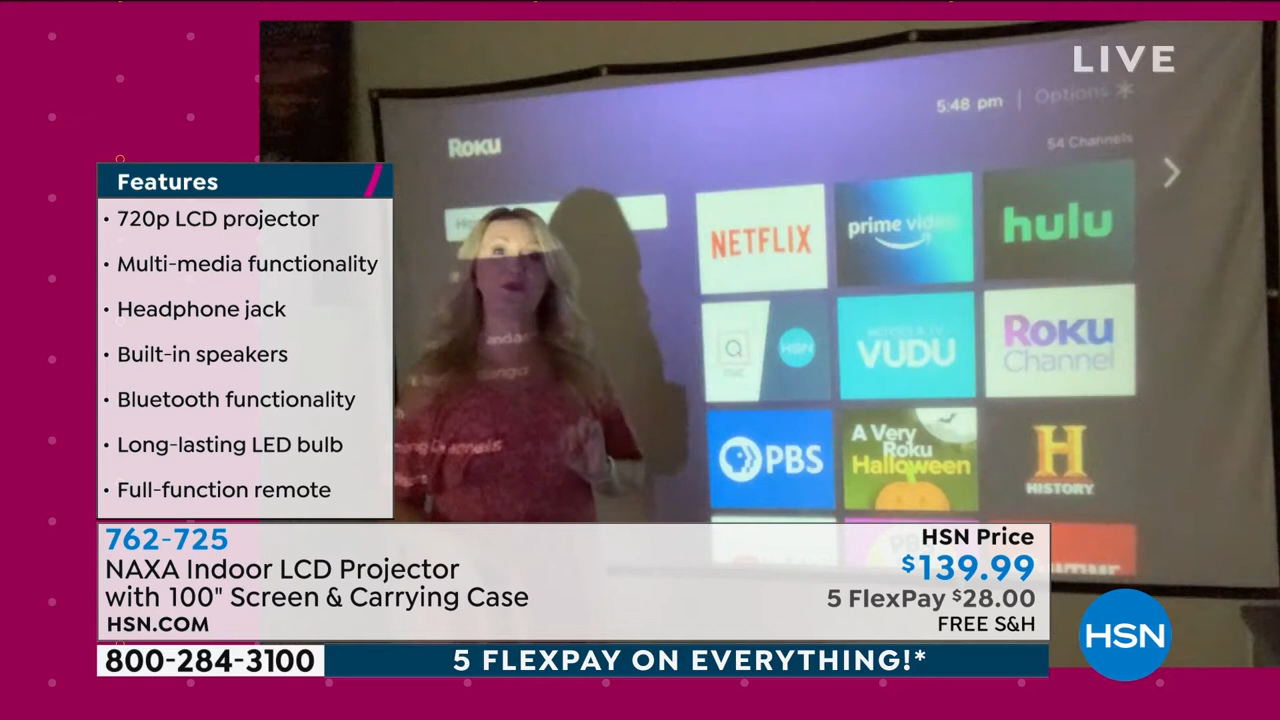 LIVE
5:48 pm | Options *
Roku
54 Channels
NETFLIX
prime video
hulu
HSN
MOVIES & TV
VUDU
Roku
Channel
PBS
A Very
Roku
Halloween
H
HISTORY
Features
• 720p LCD projector
• Multi-media functionality
• Headphone jack
• Built-in speakers
• Bluetooth functionality
• Long-lasting LED bulb
• Full-function remote
762-725
NAXA Indoor LCD Projector
with 100" Screen & Carrying Case
HSN.COM
HSN Price
$139.99
5 FlexPay $28.00
FREE S&H
800-284-3100
5 FLEXPAY ON EVERYTHING!*
HSN